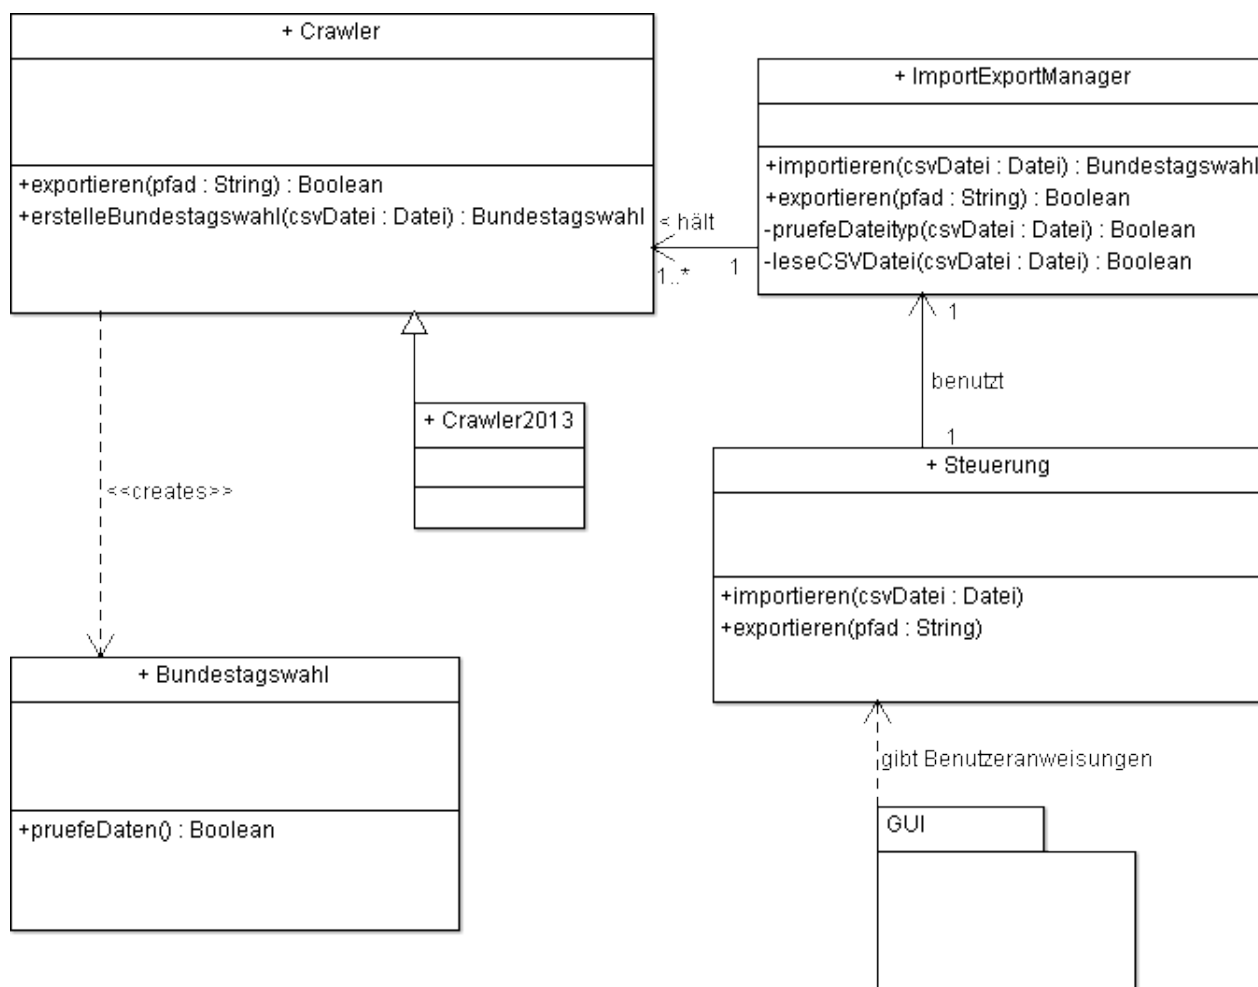 + Crawler
+exportieren(pfad : String) : Boolean
+erstelleBundestagswahl(csvDatei : Datei) : Bundestagswahl
+ ImportExportManager
+importieren(csvDatei : Datei) : Bundestagswahl
+exportieren(pfad : String) : Boolean
-pruefeDateityp(csvDatei : Datei) : Boolean
-leseCSVDatei(csvDatei : Datei) : Boolean
< hält
1..*
1
1
benutzt
1
+ Crawler2013
<<creates>>
+ Steuerung
+importieren(csvDatei : Datei)
+exportieren(pfad : String)
+ Bundestagswahl
+pruefeDaten() : Boolean
gibt Benutzeranweisungen
GUI